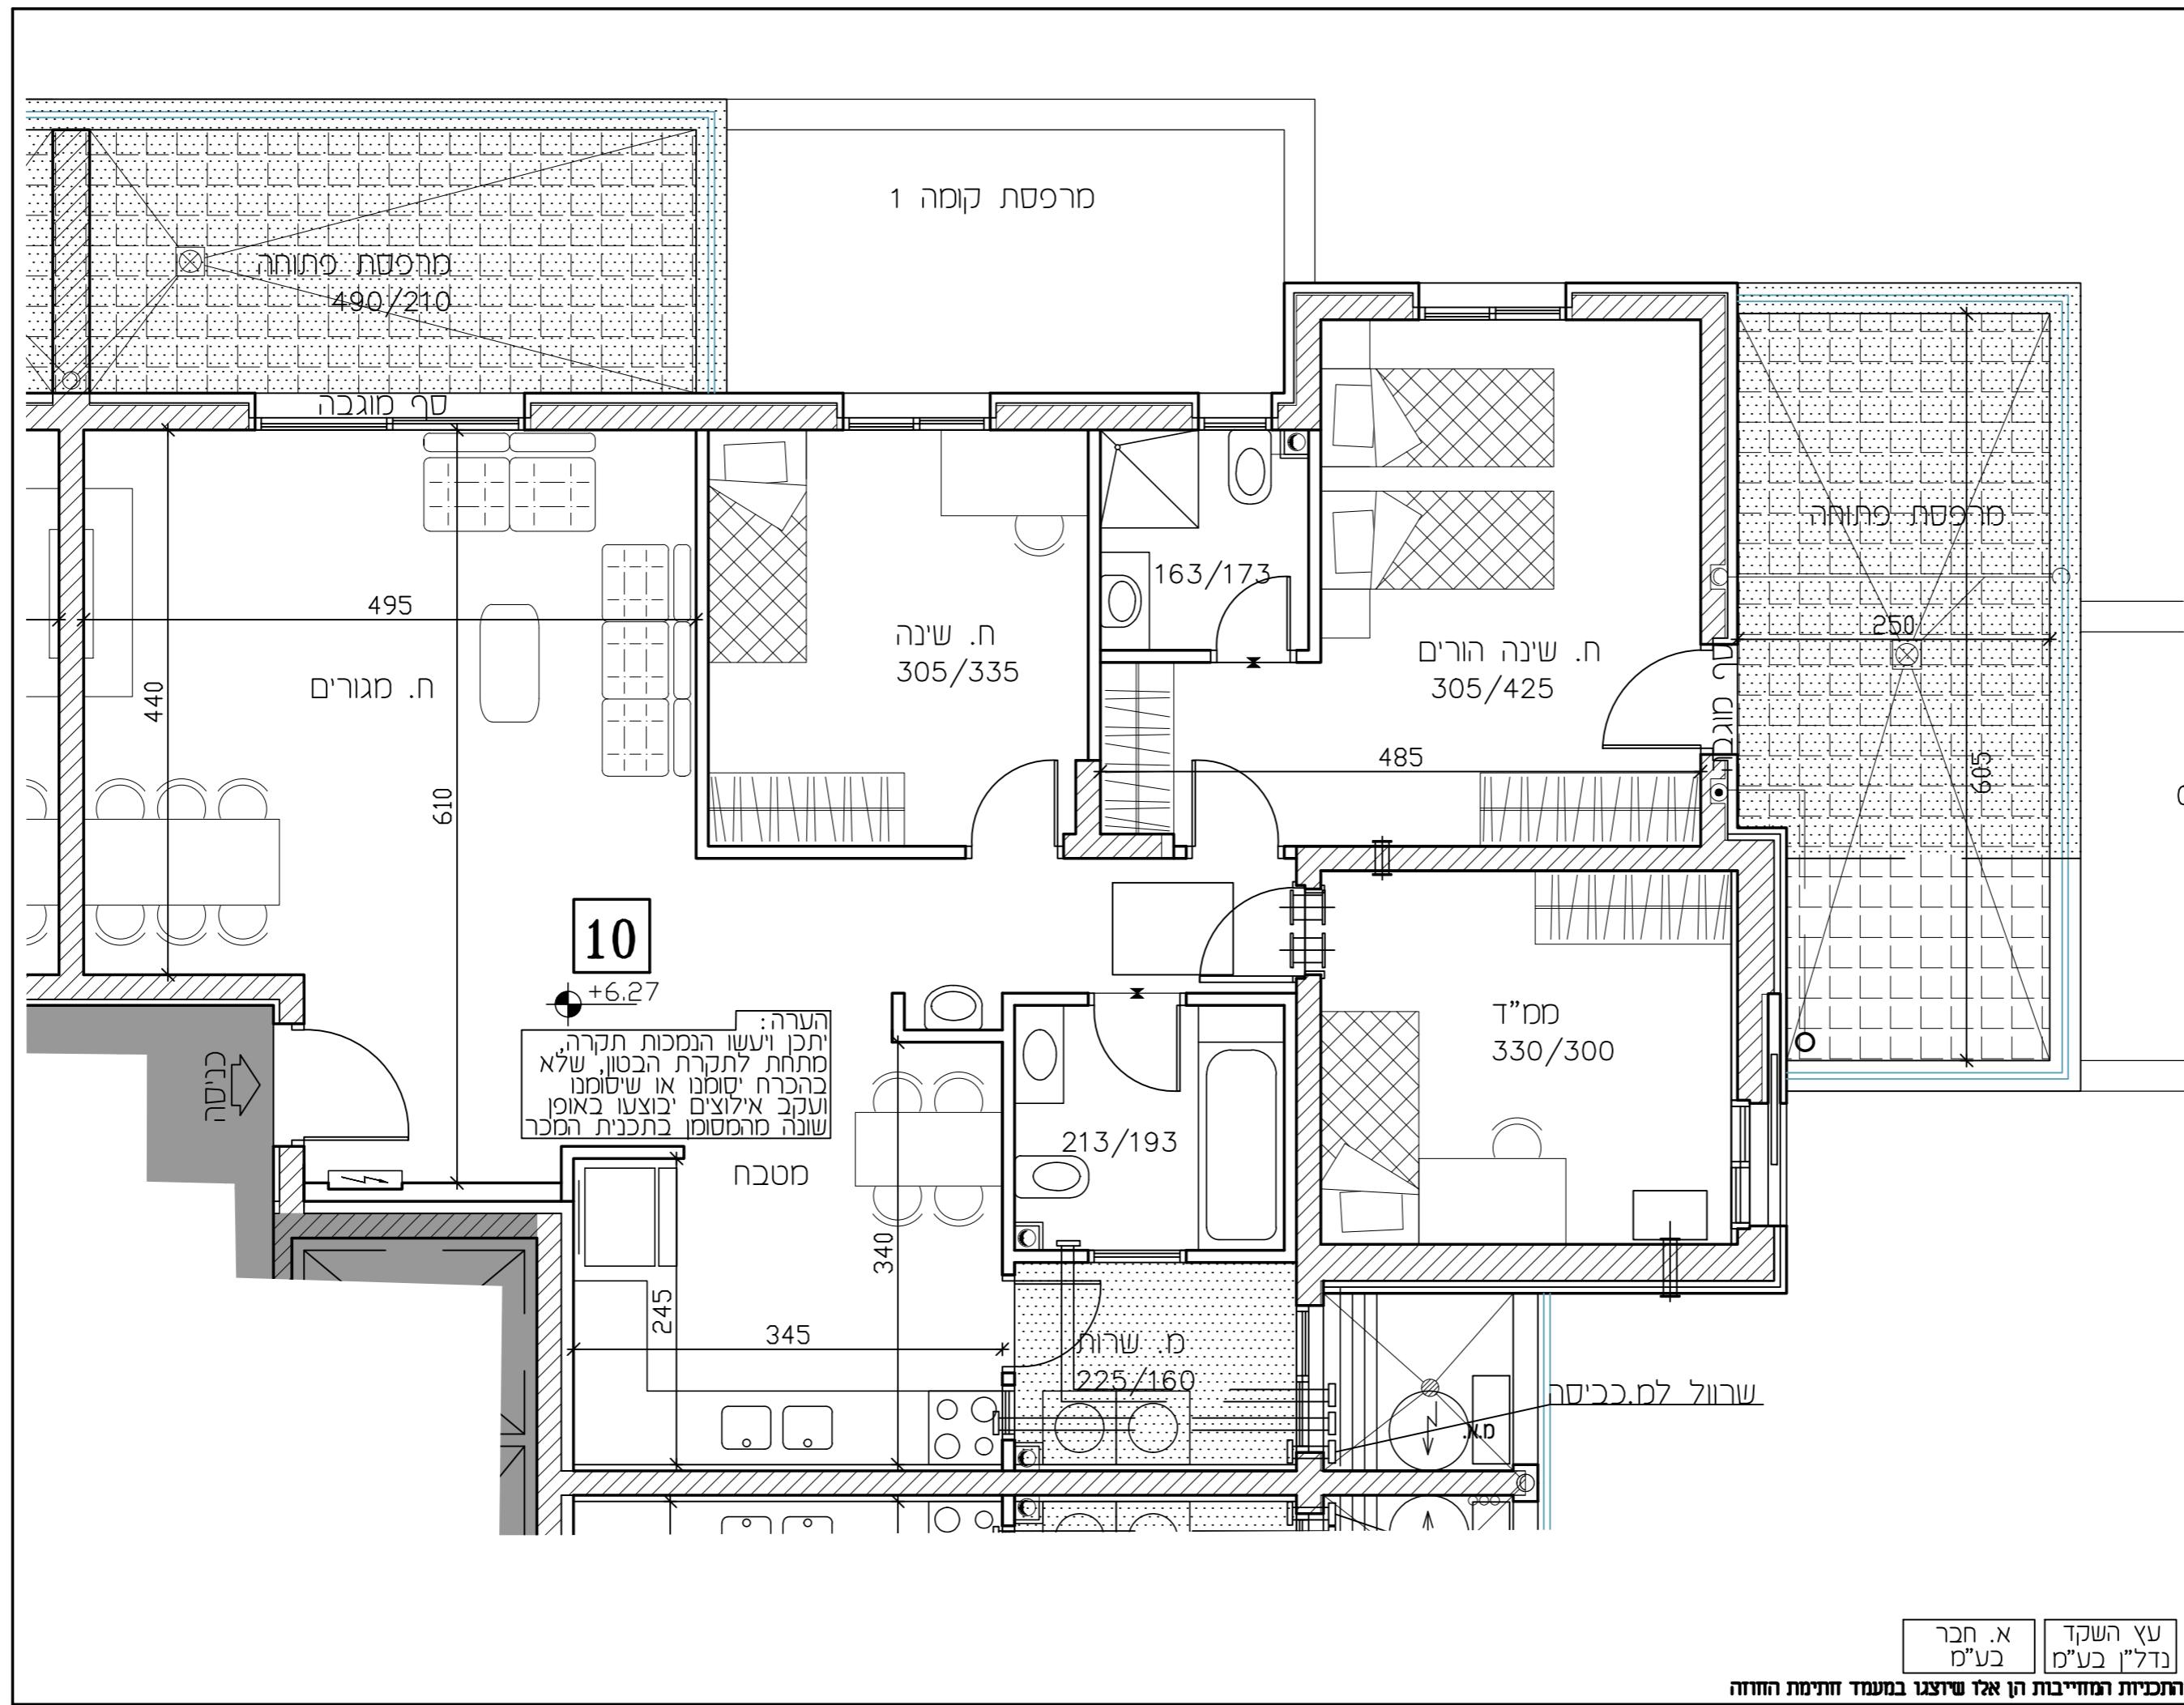 מרפסת קומה 1
מרפסת פתוחה
490/210
סף מוגבה
מרפסת פתוחה
250
605
סף מוגבה
495
440
610
ח. מגורים
ח. שינה
305/335
163/173
ח. שינה הורים
305/425
485
10
+6.27
הערה:
יתכן ויעשו הנמכות תקרה,
מתחת לתקרת הבטון, שלא
בהכרח יסומנו או שיסומנו
ועקב אילוצים יבוצעו באופן
שונה מהמסומן בתכנית המכר
כניסה
ממ"ד
330/300
213/193
מטבח
340
245
345
מ. שרות
225/160
שרוול למ.כביסה
מ.א.
עץ השקד
נדל"ן בע"מ
א. חבר
בע"מ
התכניות המחייבות הן אלו שיוצגו במעמד חתימת החוזה